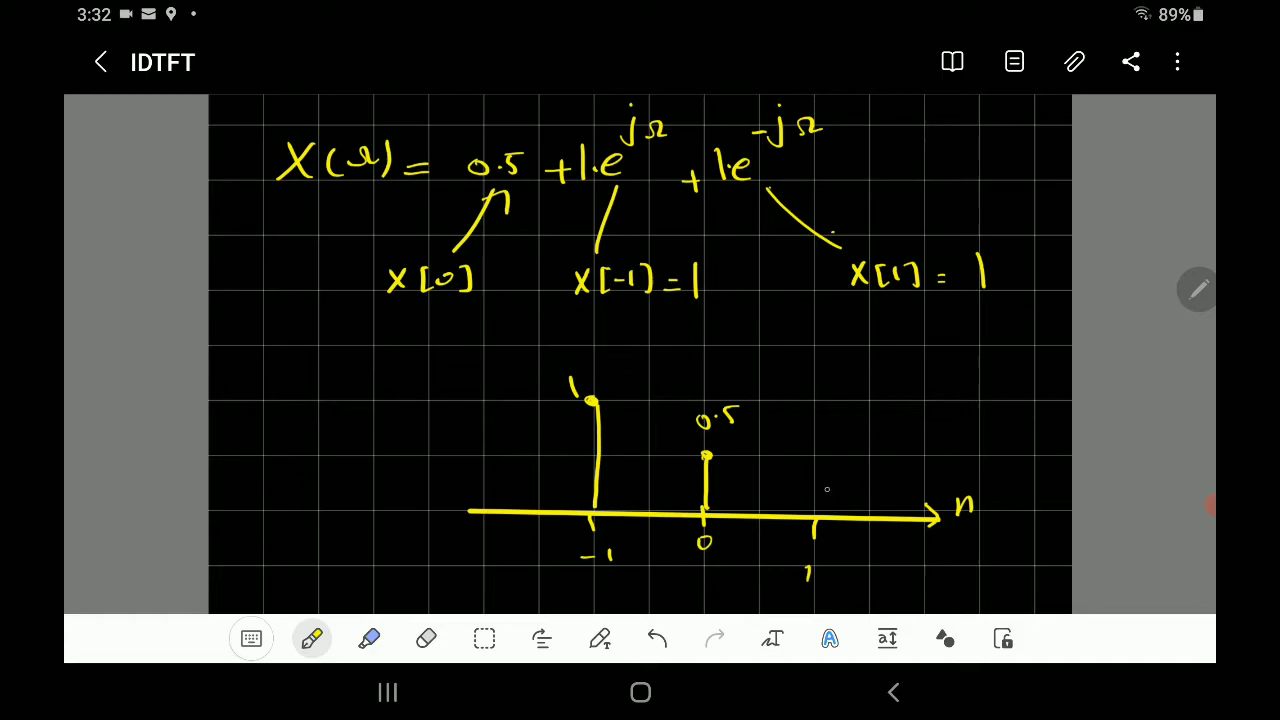 3:32 89%
IDTFT
X(Ω) = 0.5 + 1.e^{jΩ} + 1.e^{-jΩ}
x[0] x[-1] = 1 x[1] = 1
1
0.5
n
-1 0 1